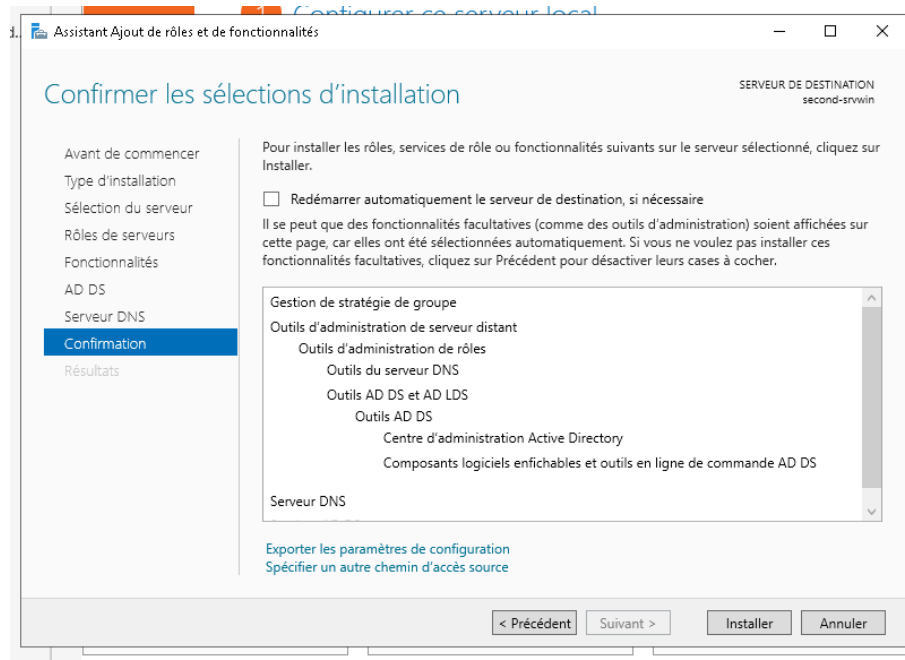 1 Configurer ce serveur local
Assistant Ajout de rôles et de fonctionnalités
Confirmer les sélections d'installation
SERVEUR DE DESTINATION
second-srvwin
Avant de commencer
Type d'installation
Sélection du serveur
Rôles de serveurs
Fonctionnalités
AD DS
Serveur DNS
Confirmation
Résultats
Pour installer les rôles, services de rôle ou fonctionnalités suivants sur le serveur sélectionné, cliquez sur
Installer.
Redémarrer automatiquement le serveur de destination, si nécessaire
Il se peut que des fonctionnalités facultatives (comme des outils d'administration) soient affichées sur
cette page, car elles ont été sélectionnées automatiquement. Si vous ne voulez pas installer ces
fonctionnalités facultatives, cliquez sur Précédent pour désactiver leurs cases à cocher.
Gestion de stratégie de groupe
Outils d'administration de serveur distant
Outils d'administration de rôles
Outils du serveur DNS
Outils AD DS et AD LDS
Outils AD DS
Centre d'administration Active Directory
Composants logiciels enfichables et outils en ligne de commande AD DS
Serveur DNS
Exporter les paramètres de configuration
Spécifier un autre chemin d'accès source
< Précédent Suivant > Installer Annuler